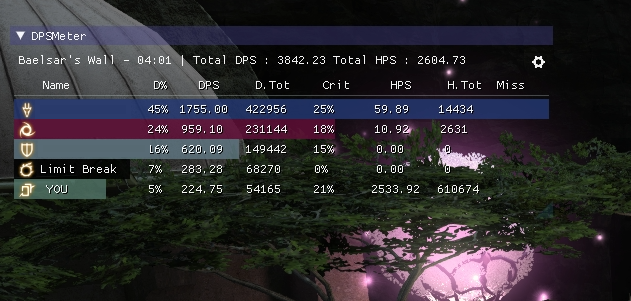 DPSMeter
Baelsar's Wall - 04:01 | Total DPS : 3842.23 Total HPS : 2604.73
Name D% DPS D.Tot Crit HPS H.Tot Miss
45% 1755.00 422956 25% 59.89 14434
24% 959.10 231144 18% 10.92 2631
16% 620.09 149442 15% 0.00 0
Limit Break 7% 283.28 68270 0% 0.00 0
YOU 5% 224.75 54165 21% 2533.92 610674